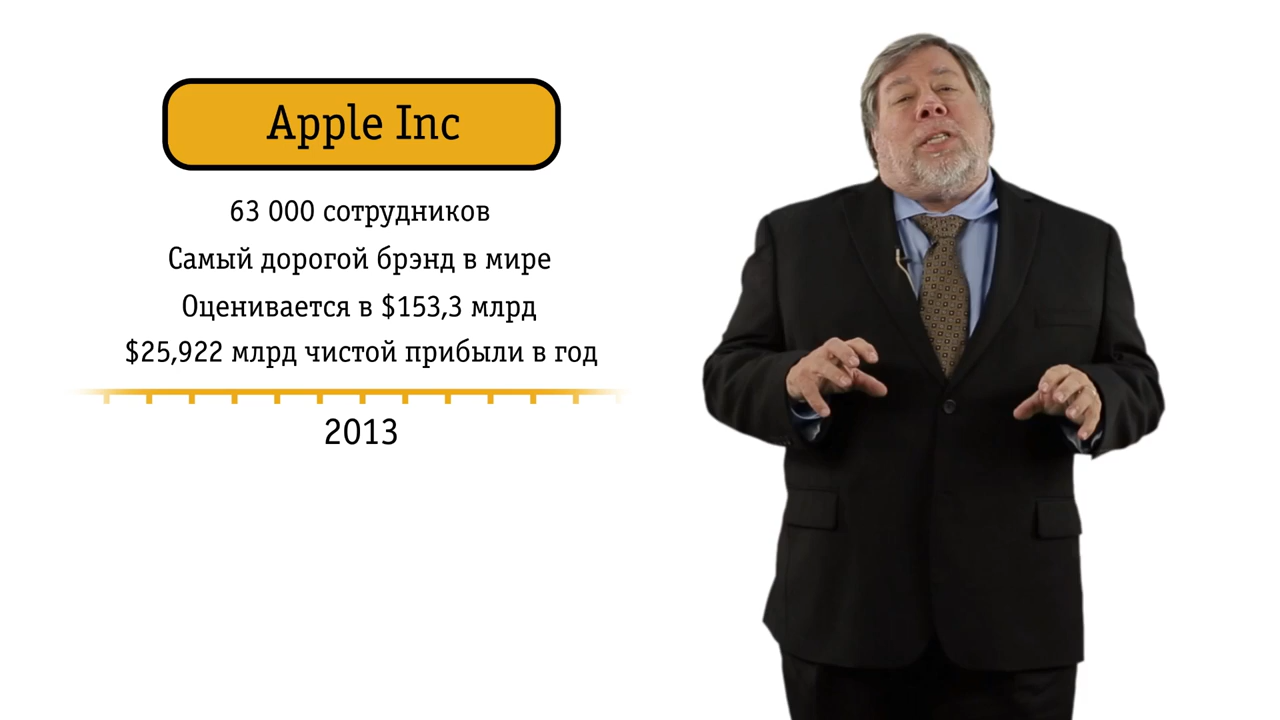 Apple Inc
63 000 сотрудников
Самый дорогой брэнд в мире
Оценивается в $153,3 млрд
$25,922 млрд чистой прибыли в год
2013